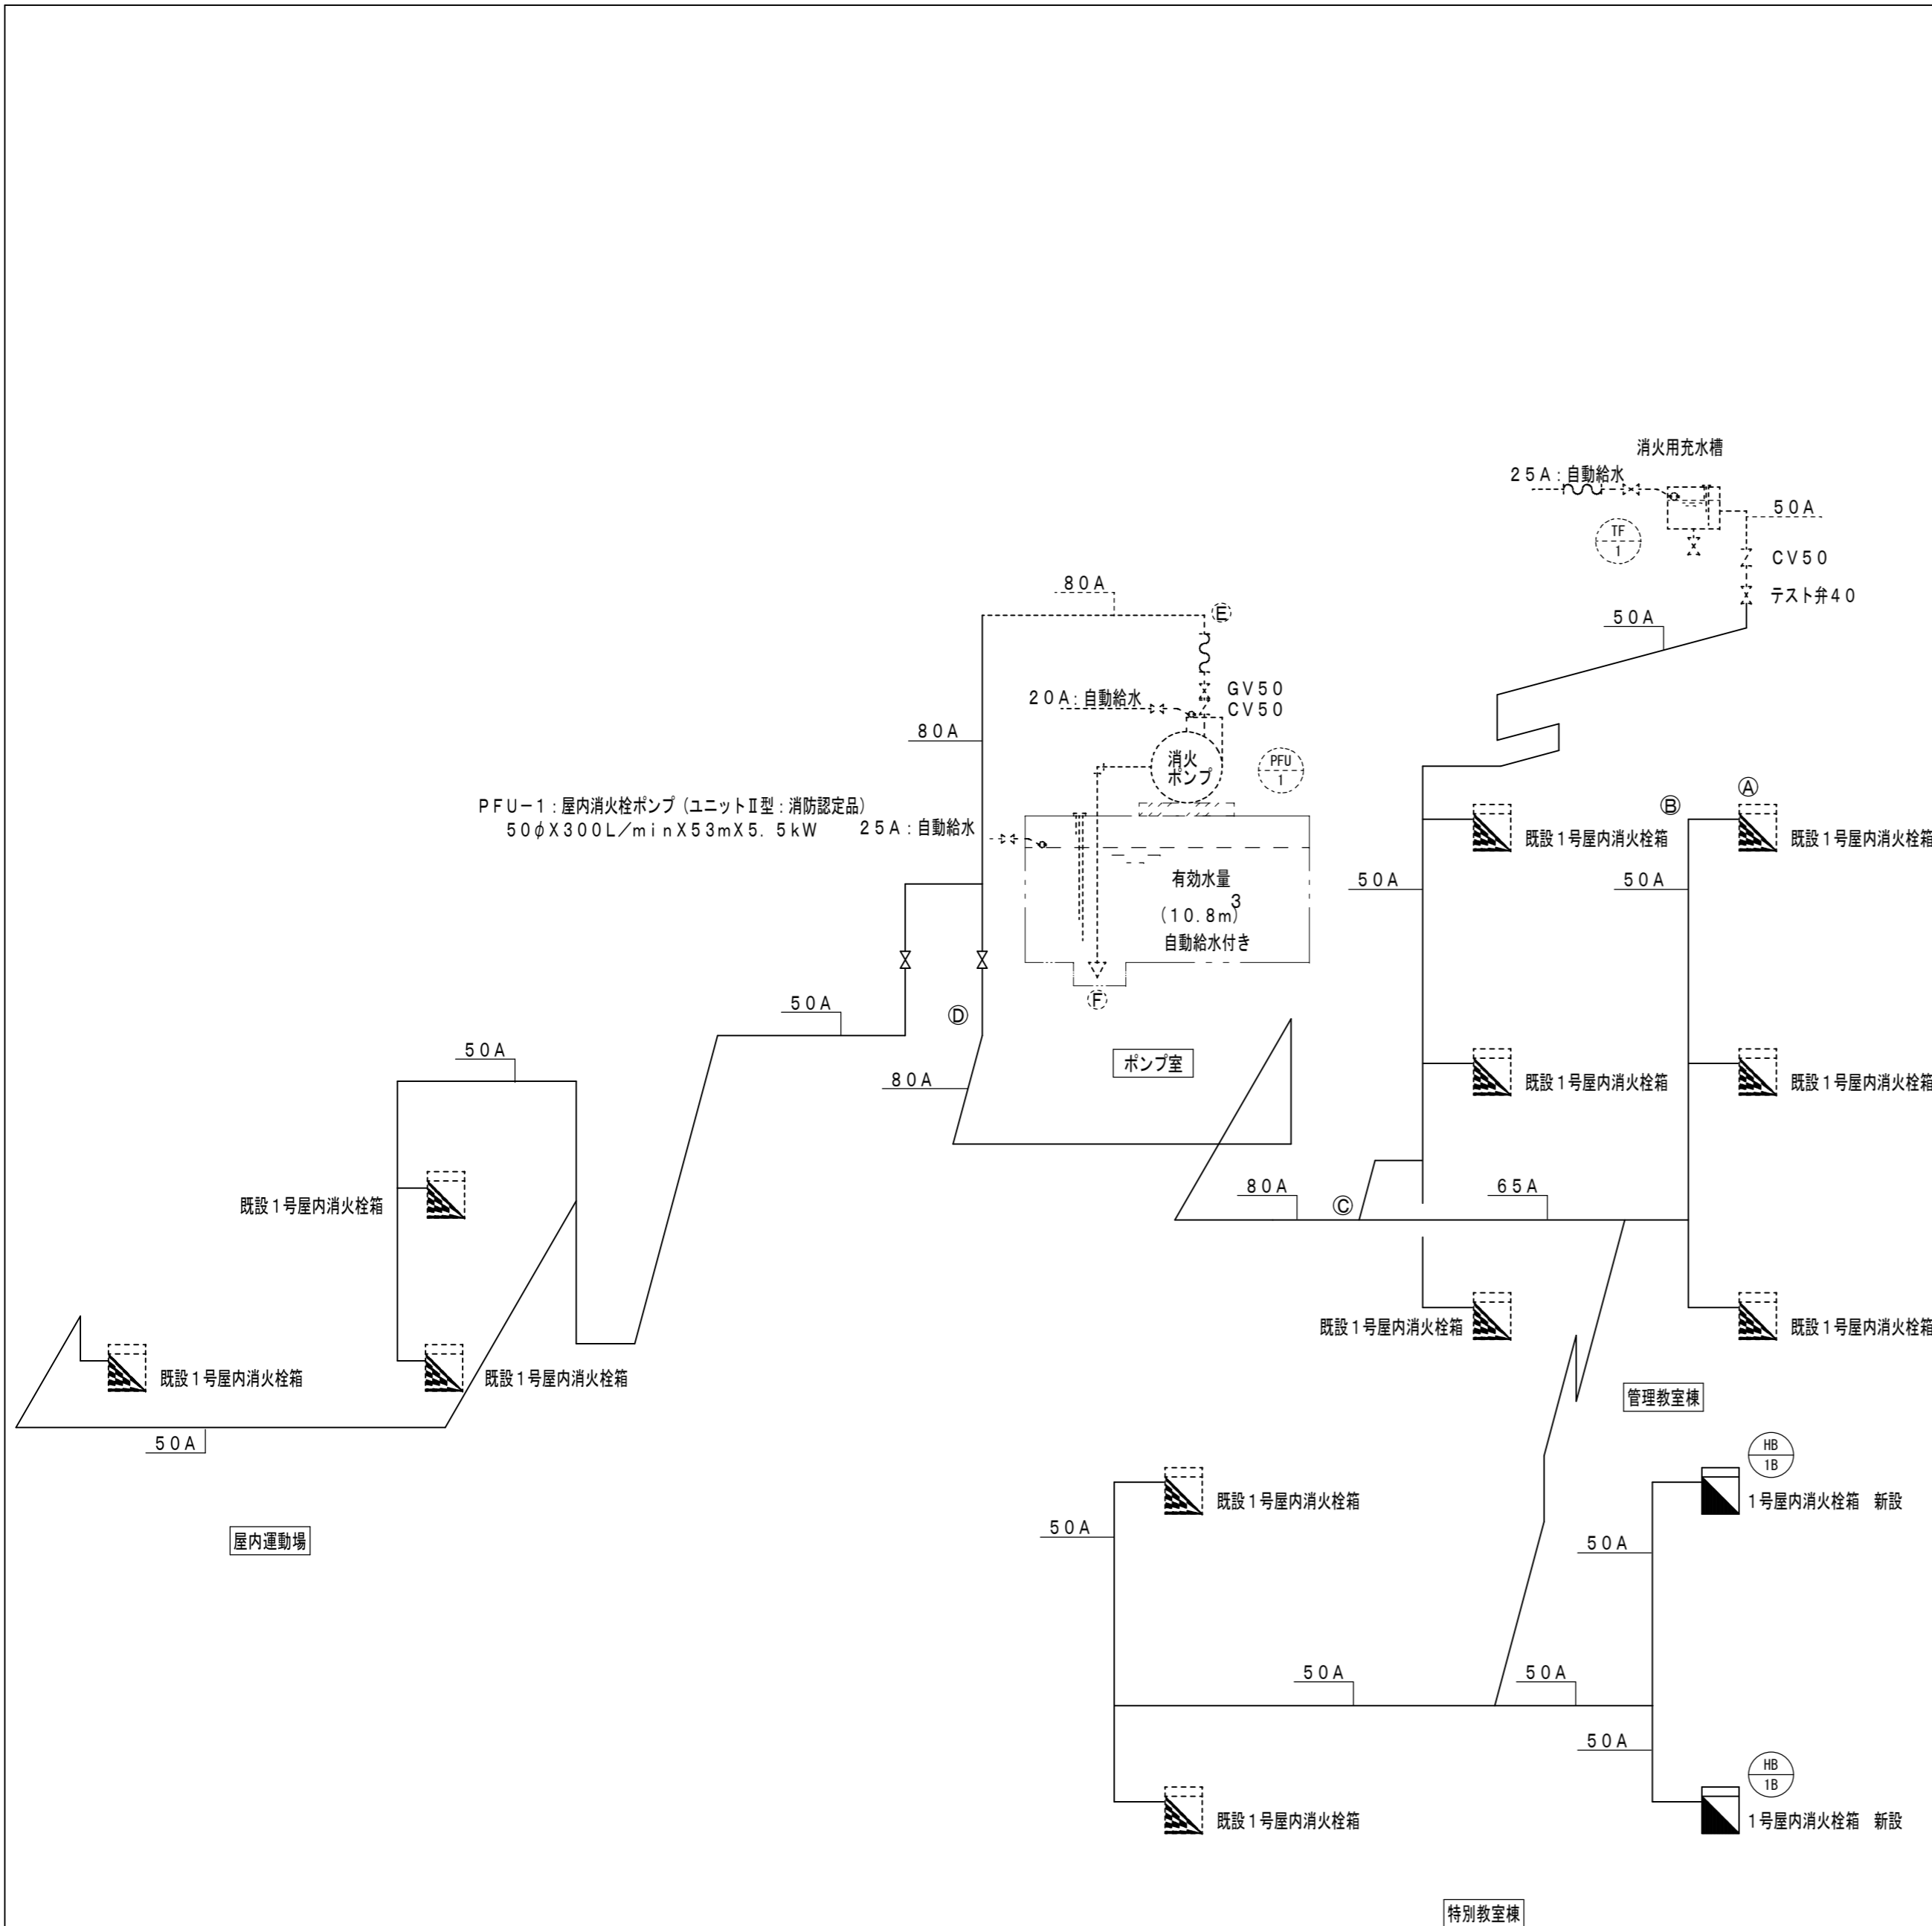 消火用充水槽
25A:自動給水
50A
TF
1
CV50
テスト弁40
80A
E
50A
GV50
20A:自動給水
CV50
80A
消火
ポンプ
PFU
1
PFU-1:屋内消火栓ポンプ(ユニットⅡ型:消防認定品)
50φX300L/minX53mX5.5kW
25A:自動給水
A
B
既設1号屋内消火栓箱
既設1号屋内消火栓箱
有効水量
(10.8m3)
自動給水付き
50A
50A
F
50A
D
50A
ポンプ室
80A
既設1号屋内消火栓箱
既設1号屋内消火栓箱
既設1号屋内消火栓箱
80A
C
65A
既設1号屋内消火栓箱
既設1号屋内消火栓箱
既設1号屋内消火栓箱
既設1号屋内消火栓箱
管理教室棟
50A
HB
1B
既設1号屋内消火栓箱
1号屋内消火栓箱 新設
50A
屋内運動場
50A
50A
50A
50A
HB
1B
既設1号屋内消火栓箱
1号屋内消火栓箱 新設
特別教室棟